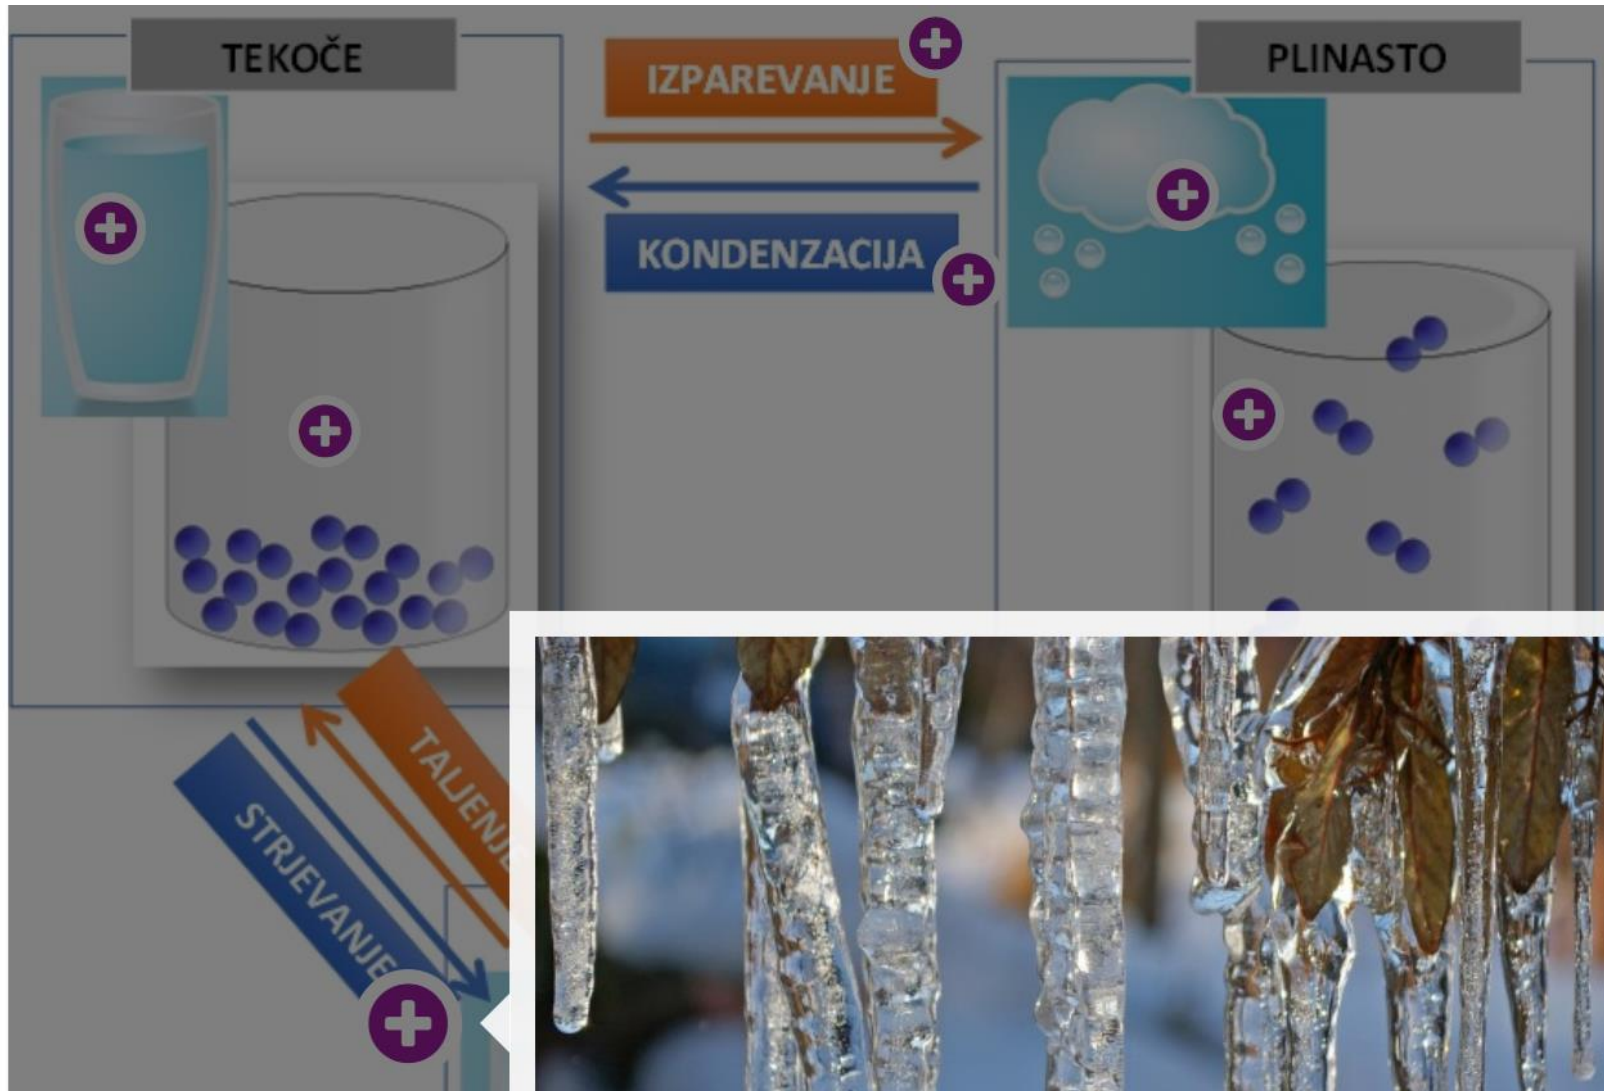 TEKOČE
IZPAREVANJE
PLINASTO
KONDENZACIJA
TALJENJE
STRJEVANJE